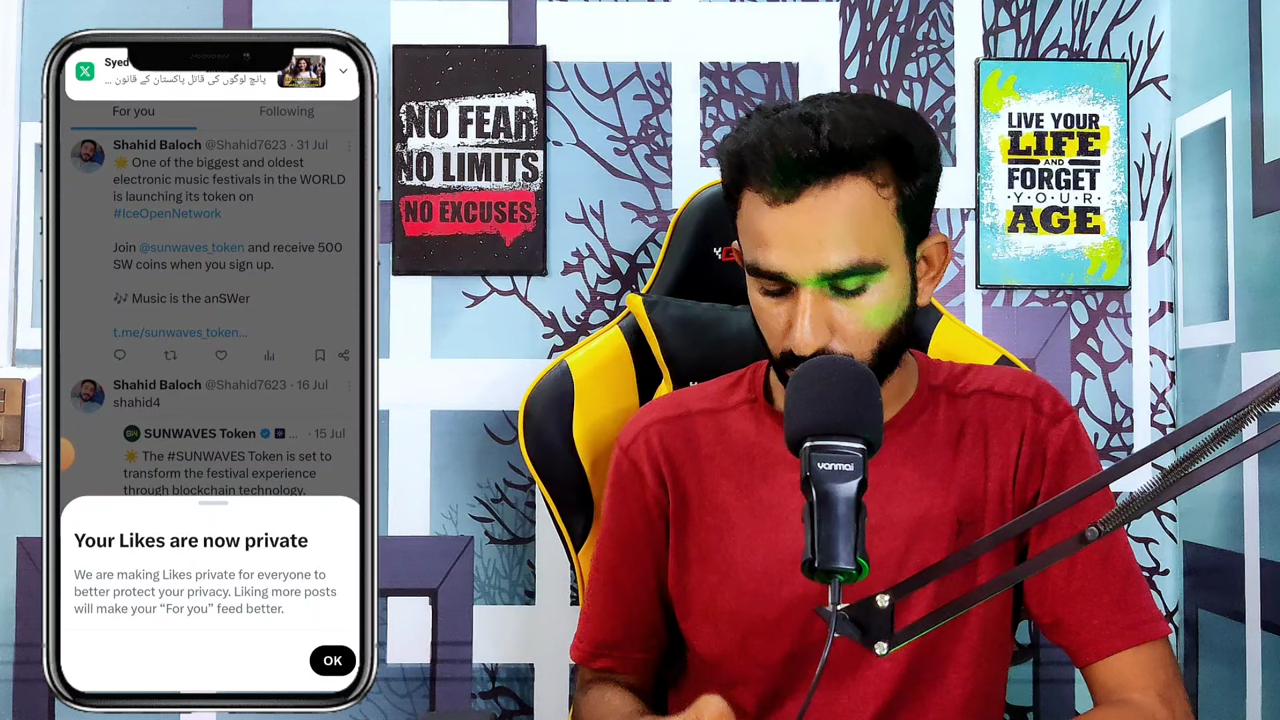 Syed
پانچ لوگوں کی قاتل پاکستان کے قانون ...
For you
Following
Shahid Baloch @Shahid7623 · 31 Jul
☀️ One of the biggest and oldest
electronic music festivals in the WORLD
is launching its token on
#IceOpenNetwork
Join @sunwaves_token and receive 500
SW coins when you sign up.
🎶 Music is the anSWer
t.me/sunwaves_token...
Shahid Baloch @Shahid7623 · 16 Jul
shahid4
SW SUNWAVES Token ... · 15 Jul
☀️ The #SUNWAVES Token is set to
transform the festival experience
through blockchain technology.
Your Likes are now private
We are making Likes private for everyone to
better protect your privacy. Liking more posts
will make your “For you” feed better.
OK
NO FEAR
NO LIMITS
NO EXCUSES
“
LIVE YOUR
LIFE
AND
FORGET
Y·O·U·R·
AGE
”
yanmai